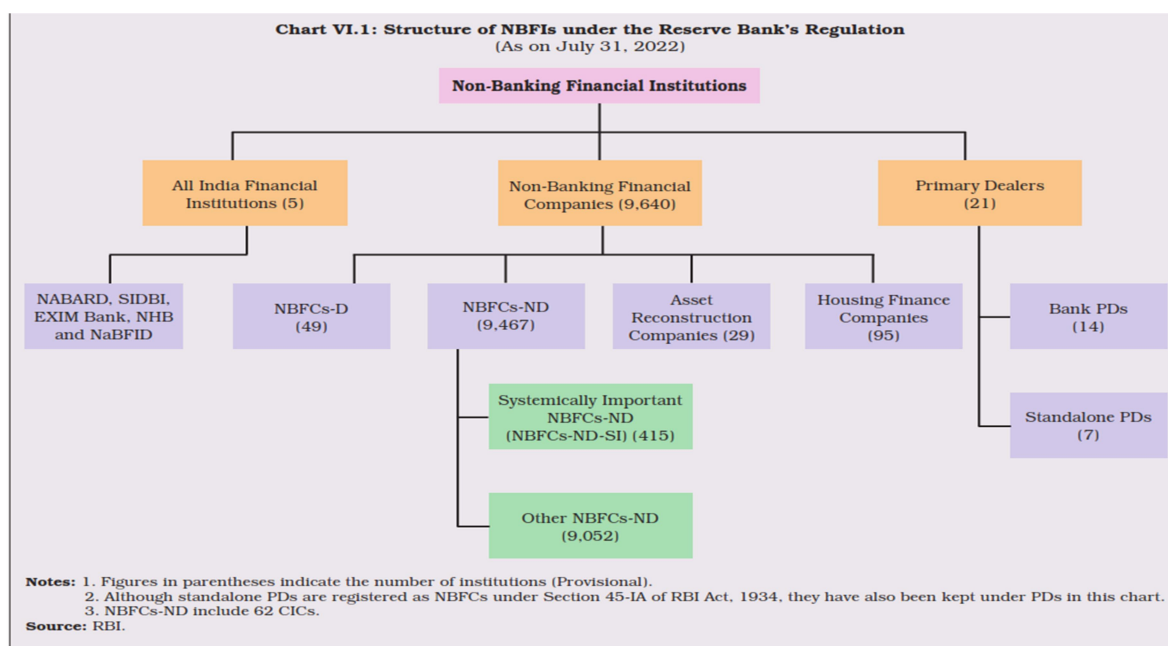 Chart VI.1: Structure of NBFIs under the Reserve Bank's Regulation
(As on July 31, 2022)
Non-Banking Financial Institutions
All India Financial
Institutions (5)
Non-Banking Financial
Companies (9,640)
Primary Dealers
(21)
NABARD, SIDBI,
EXIM Bank, NHB
and NaBFID
NBFCs-D
(49)
NBFCs-ND
(9,467)
Asset
Reconstruction
Companies (29)
Housing Finance
Companies
(95)
Bank PDs
(14)
Systemically Important
NBFCs-ND
(NBFCs-ND-SI) (415)
Standalone PDs
(7)
Other NBFCs-ND
(9,052)
Notes: 1. Figures in parentheses indicate the number of institutions (Provisional).
2. Although standalone PDs are registered as NBFCs under Section 45-IA of RBI Act, 1934, they have also been kept under PDs in this chart.
3. NBFCs-ND include 62 CICs.
Source: RBI.